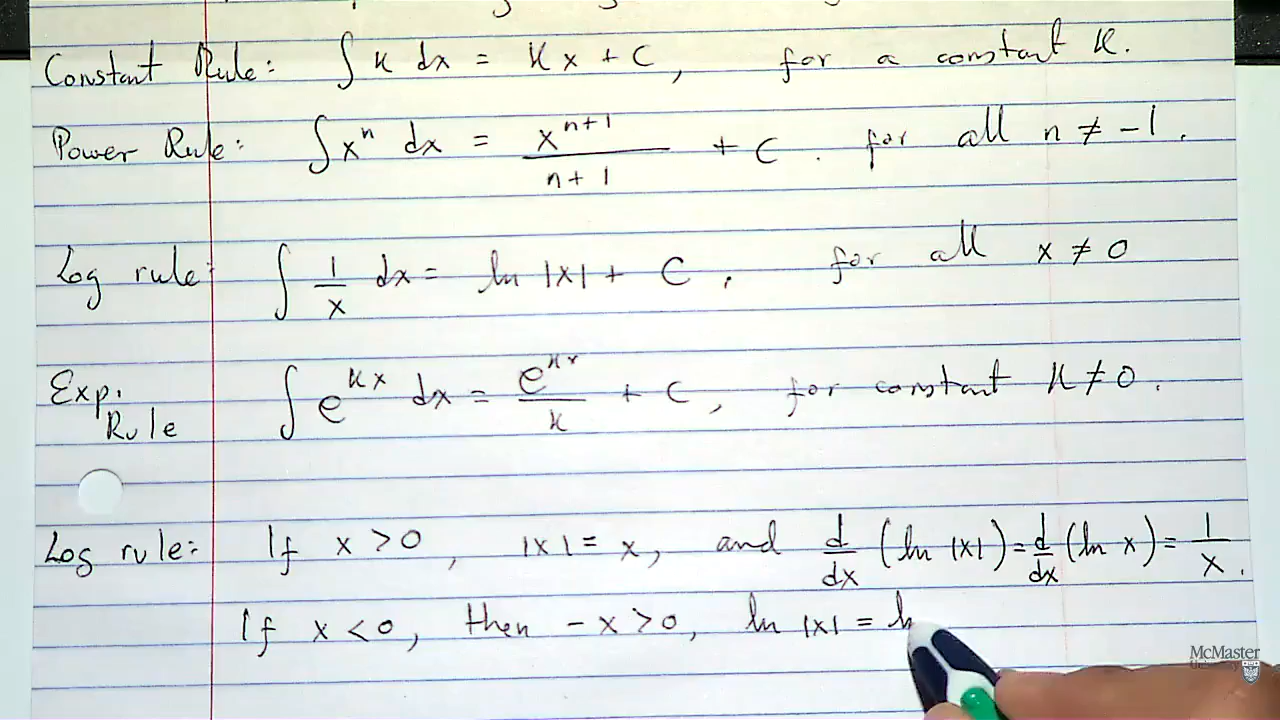 Constant Rule: ∫ k dx = kx + C, for a constant k.
Power Rule: ∫ xⁿ dx = xⁿ⁺¹/(n+1) + C. for all n ≠ -1.
Log rule: ∫ 1/x dx = ln |x| + C, for all x ≠ 0
Exp. Rule ∫ e^{kx} dx = e^{kx}/k + C, for constant k ≠ 0.
Log rule: If x > 0, |x| = x, and d/dx (ln |x|) = d/dx (ln x) = 1/x.
If x < 0, then -x > 0, ln |x| = ln
McMaster
University